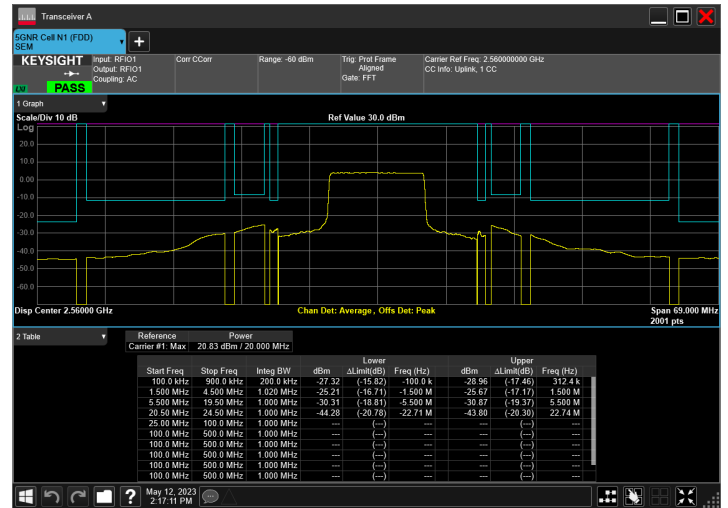 Transceiver A
5GNR Cell N1 (FDD)
SEM
KEYSIGHT
LXI
PASS
Input: RFIO1
Output: RFIO1
Coupling: AC
Corr CCorr
Range: -60 dBm
Trig: Prot Frame
Aligned
Gate: FFT
Carrier Ref Freq: 2.560000000 GHz
CC Info: Uplink, 1 CC
1 Graph
Scale/Div 10 dB
Ref Value 30.0 dBm
Log
20.0
10.0
0.00
-10.0
-20.0
-30.0
-40.0
-50.0
-60.0
Disp Center 2.56000 GHz
Chan Det: Average, Offs Det: Peak
Span 69.000 MHz
2001 pts
2 Table
Reference Power
Carrier #1: Max 20.83 dBm / 20.000 MHz
Lower Upper
Start Freq Stop Freq Integ BW dBm ΔLimit(dB) Freq (Hz) dBm ΔLimit(dB) Freq (Hz)
100.0 kHz 900.0 kHz 200.0 kHz -27.32 (-15.82) -100.0 k -28.96 (-17.46) 312.4 k
1.500 MHz 4.500 MHz 1.020 MHz -25.21 (-16.71) -1.500 M -25.67 (-17.17) 1.500 M
5.500 MHz 19.50 MHz 1.000 MHz -30.31 (-18.81) -5.500 M -30.87 (-19.37) 5.500 M
20.50 MHz 24.50 MHz 1.000 MHz -44.28 (-20.78) -22.71 M -43.80 (-20.30) 22.74 M
25.00 MHz 100.0 MHz 1.000 MHz --- (---) --- --- (---) ---
100.0 MHz 500.0 MHz 1.000 MHz --- (---) --- --- (---) ---
100.0 MHz 500.0 MHz 1.000 MHz --- (---) --- --- (---) ---
100.0 MHz 500.0 MHz 1.000 MHz --- (---) --- --- (---) ---
100.0 MHz 500.0 MHz 1.000 MHz --- (---) --- --- (---) ---
100.0 MHz 500.0 MHz 1.000 MHz --- (---) --- --- (---) ---
May 12, 2023
2:17:11 PM